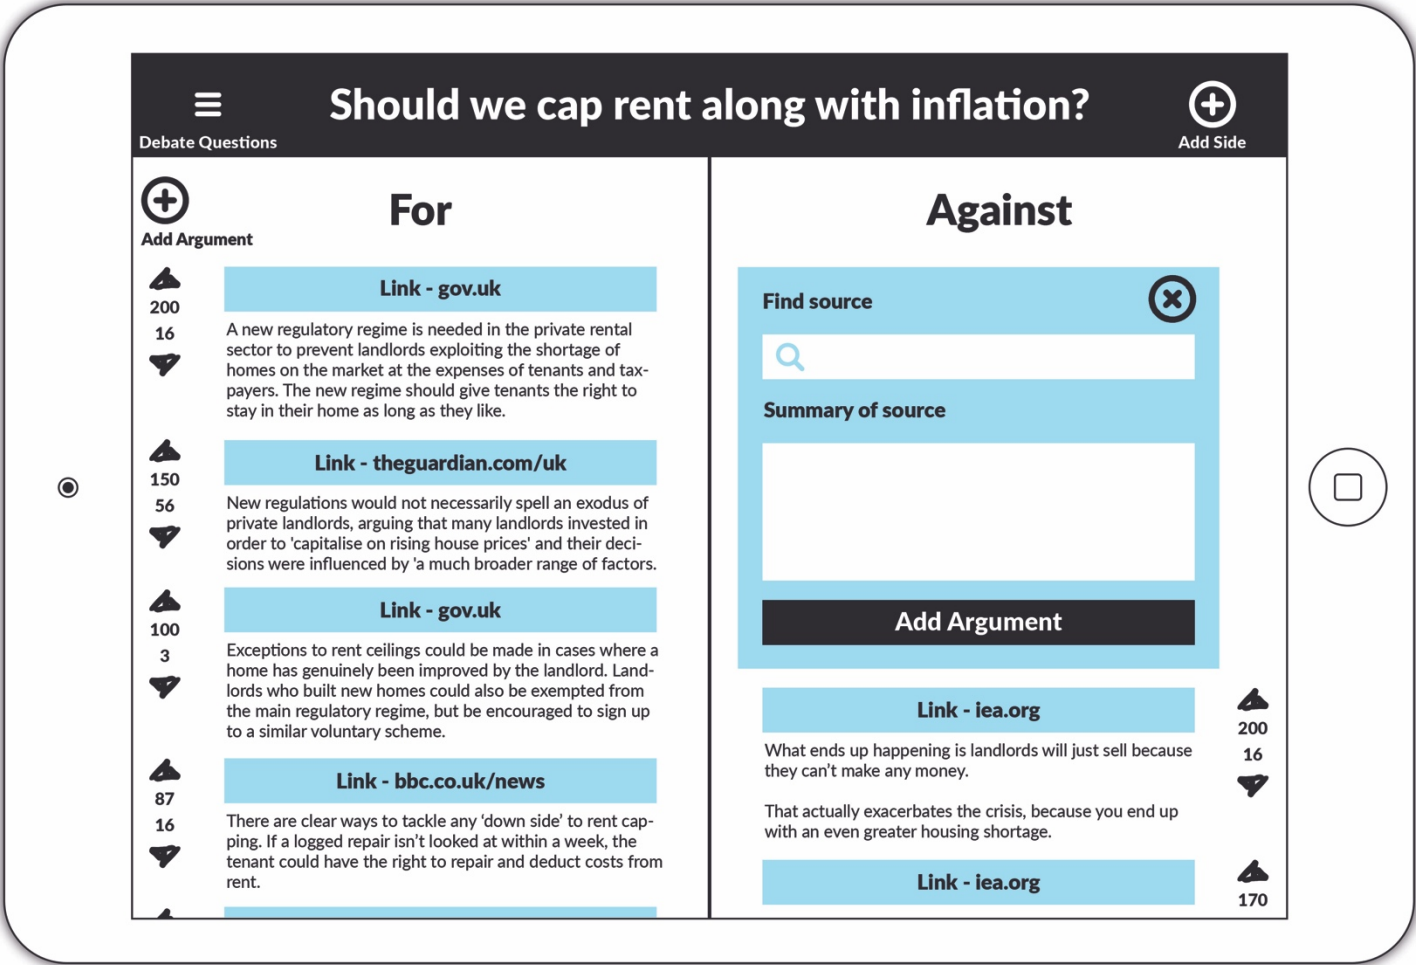 Should we cap rent along with inflation?
Debate Questions
Add Side
For
Add Argument
200
16
Link - gov.uk
A new regulatory regime is needed in the private rental
sector to prevent landlords exploiting the shortage of
homes on the market at the expenses of tenants and tax-
payers. The new regime should give tenants the right to
stay in their home as long as they like.
150
56
Link - theguardian.com/uk
New regulations would not necessarily spell an exodus of
private landlords, arguing that many landlords invested in
order to 'capitalise on rising house prices' and their deci-
sions were influenced by 'a much broader range of factors.
100
3
Link - gov.uk
Exceptions to rent ceilings could be made in cases where a
home has genuinely been improved by the landlord. Land-
lords who built new homes could also be exempted from
the main regulatory regime, but be encouraged to sign up
to a similar voluntary scheme.
87
16
Link - bbc.co.uk/news
There are clear ways to tackle any ‘down side’ to rent cap-
ping. If a logged repair isn’t looked at within a week, the
tenant could have the right to repair and deduct costs from
rent.
Against
Find source
Summary of source
Add Argument
Link - iea.org
200
16
What ends up happening is landlords will just sell because
they can’t make any money.
That actually exacerbates the crisis, because you end up
with an even greater housing shortage.
Link - iea.org
170